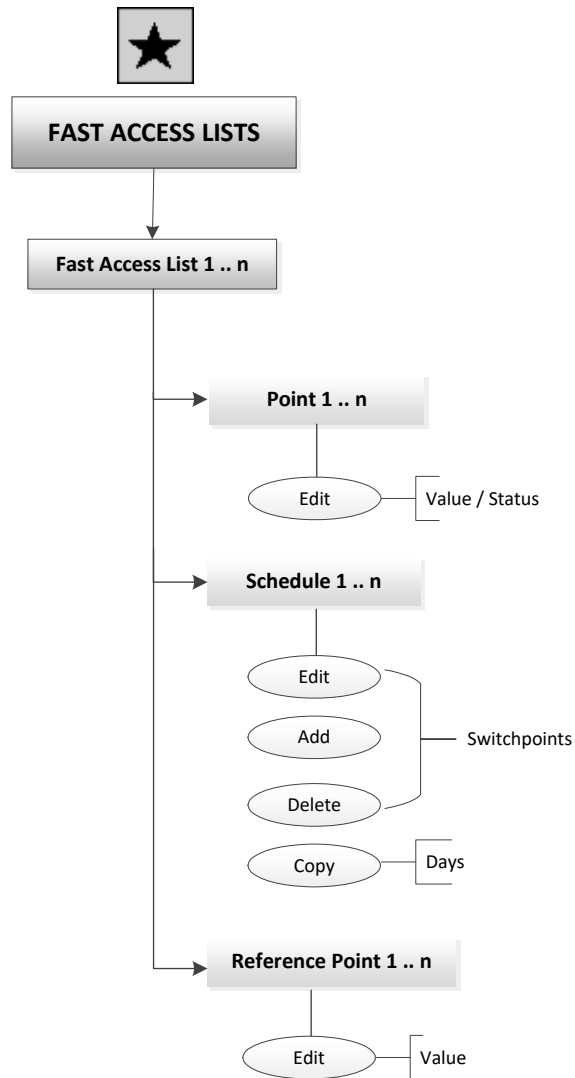 FAST ACCESS LISTS
Fast Access List 1 .. n
Point 1 .. n
Edit
Value / Status
Schedule 1 .. n
Edit
Add
Switchpoints
Delete
Copy
Days
Reference Point 1 .. n
Edit
Value